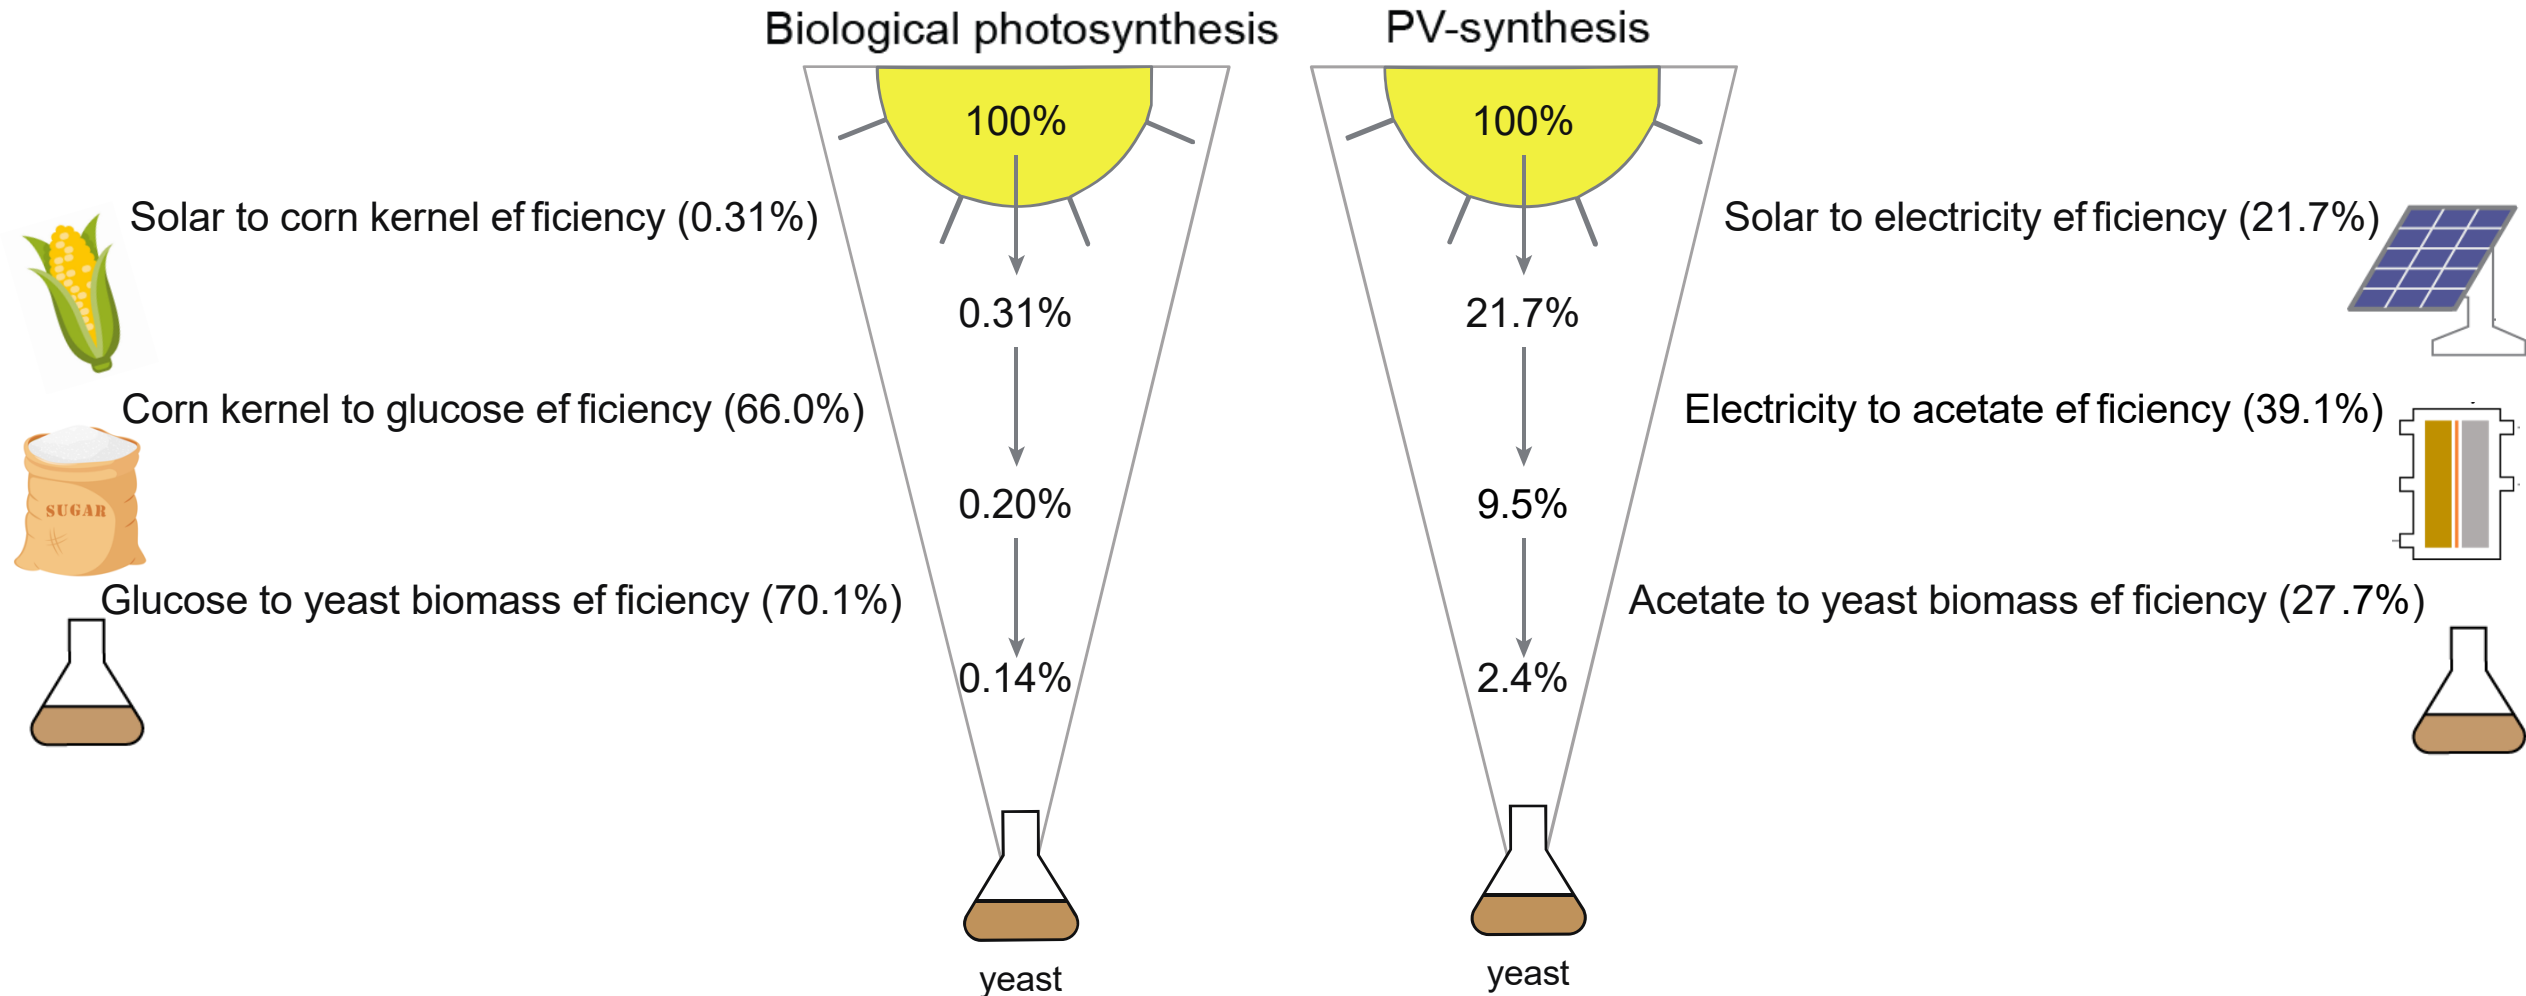 Biological photosynthesis
PV-synthesis
100%
100%
Solar to corn kernel efficiency (0.31%)
Solar to electricity efficiency (21.7%)
0.31%
21.7%
Corn kernel to glucose efficiency (66.0%)
Electricity to acetate efficiency (39.1%)
SUGAR
0.20%
9.5%
Glucose to yeast biomass efficiency (70.1%)
Acetate to yeast biomass efficiency (27.7%)
0.14%
2.4%
yeast
yeast